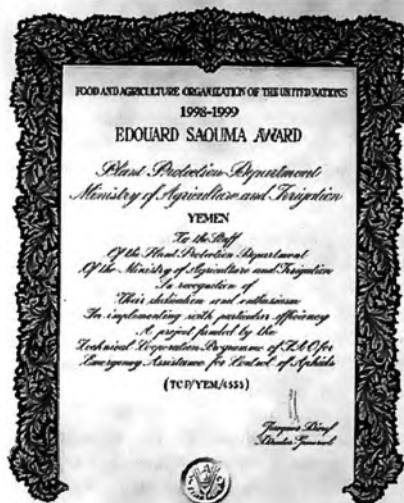 FOOD AND AGRICULTURE ORGANIZATION OF THE UNITED NATIONS
1998-1999
EDOUARD SAOUMA AWARD
Plant Protection Department
Ministry of Agriculture and Irrigation
YEMEN
To the Staff
Of the Plant Protection Department
Of the Ministry of Agriculture and Irrigation
In recognition of
Their dedication and enthusiasm
For implementing with particular efficiency
A project funded by the
Technical Cooperation Programme of FAO for
Emergency Assistance for Control of Aphids
Jacques Diouf
Director General